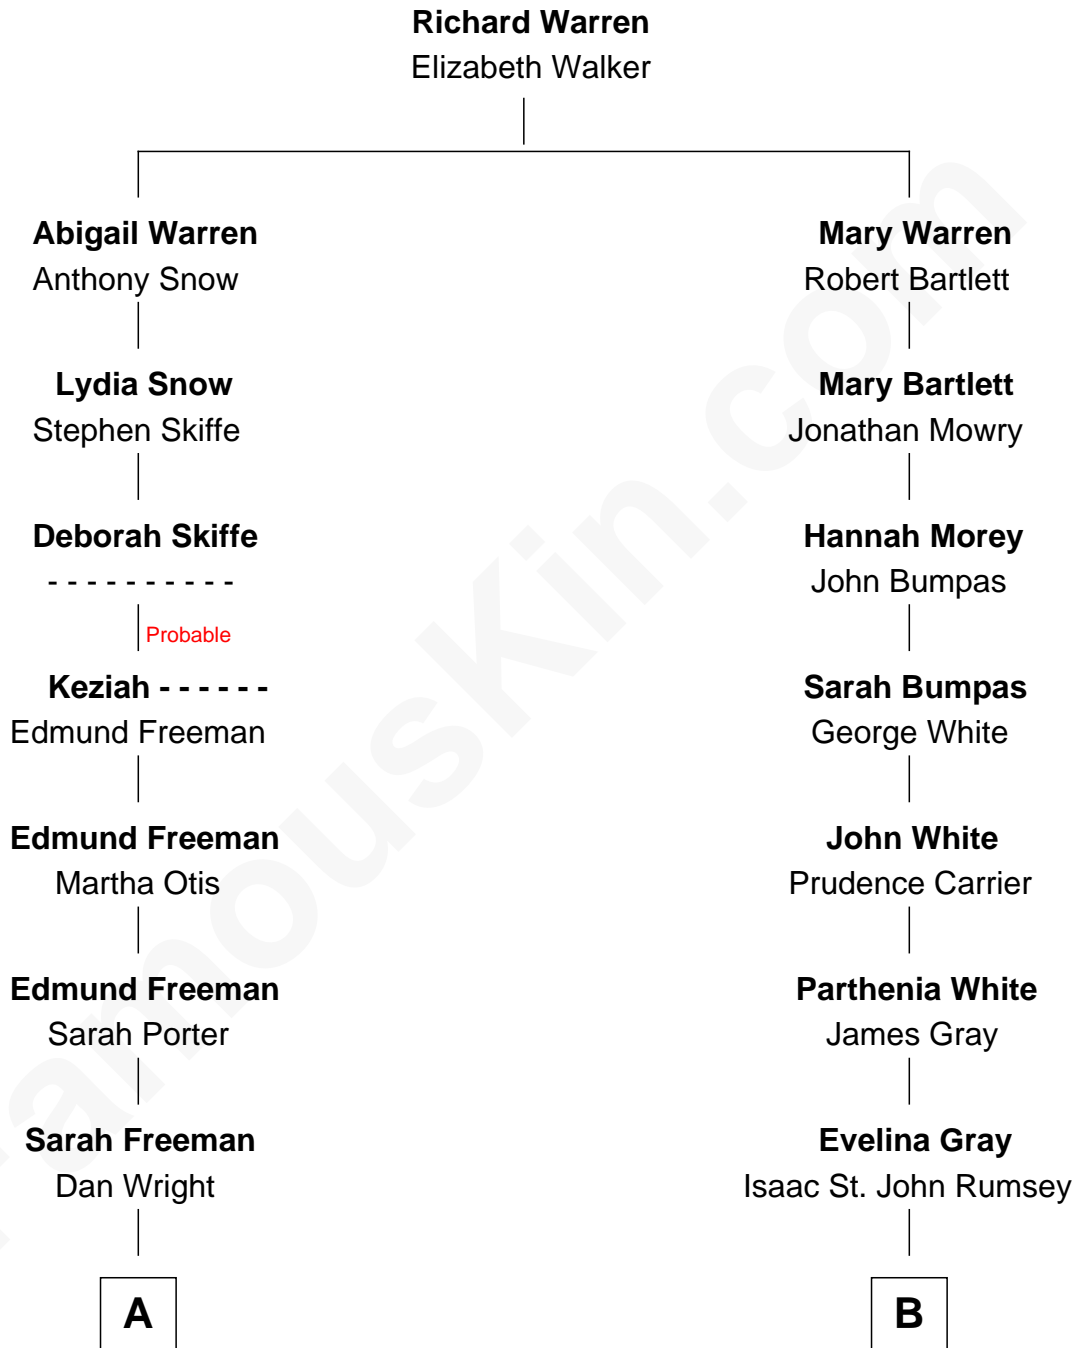 Richard Warren
Elizabeth Walker
Abigail Warren
Anthony Snow
Lydia Snow
Stephen Skiffe
Deborah Skiffe
- - - - - - - - - -
Probable
Keziah - - - - - -
Edmund Freeman
Edmund Freeman
Martha Otis
Edmund Freeman
Sarah Porter
Sarah Freeman
Dan Wright
A
Mary Warren
Robert Bartlett
Mary Bartlett
Jonathan Mowry
Hannah Morey
John Bumpas
Sarah Bumpas
George White
John White
Prudence Carrier
Parthenia White
James Gray
Evelina Gray
Isaac St. John Rumsey
B
FamousKin.com